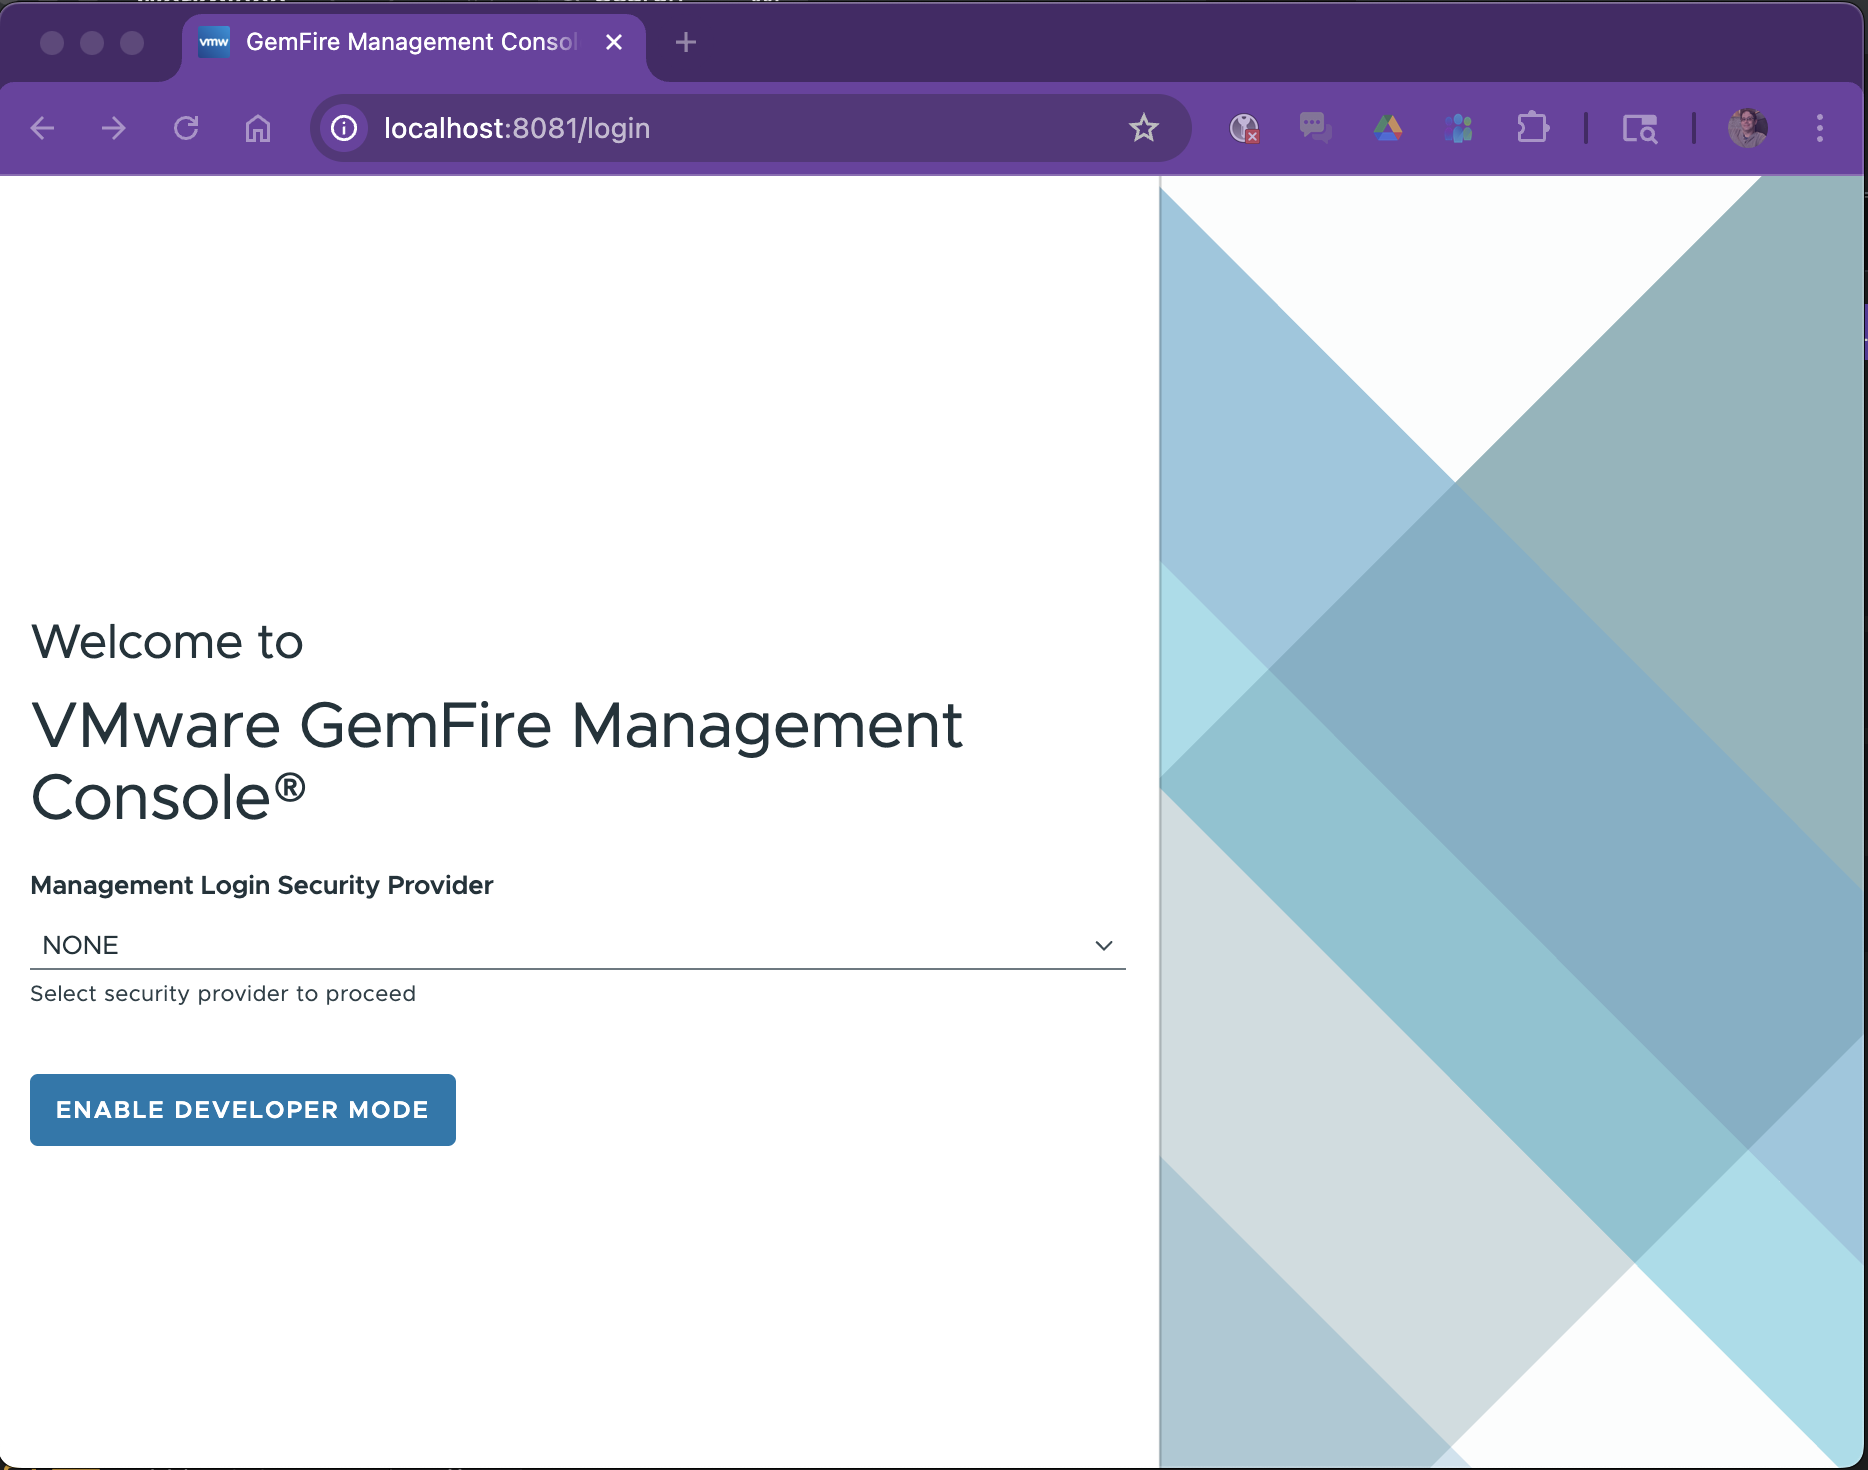 vmw GemFire Management Consol
localhost:8081/login
Welcome to
VMware GemFire Management
Console®
Management Login Security Provider
NONE
Select security provider to proceed
ENABLE DEVELOPER MODE